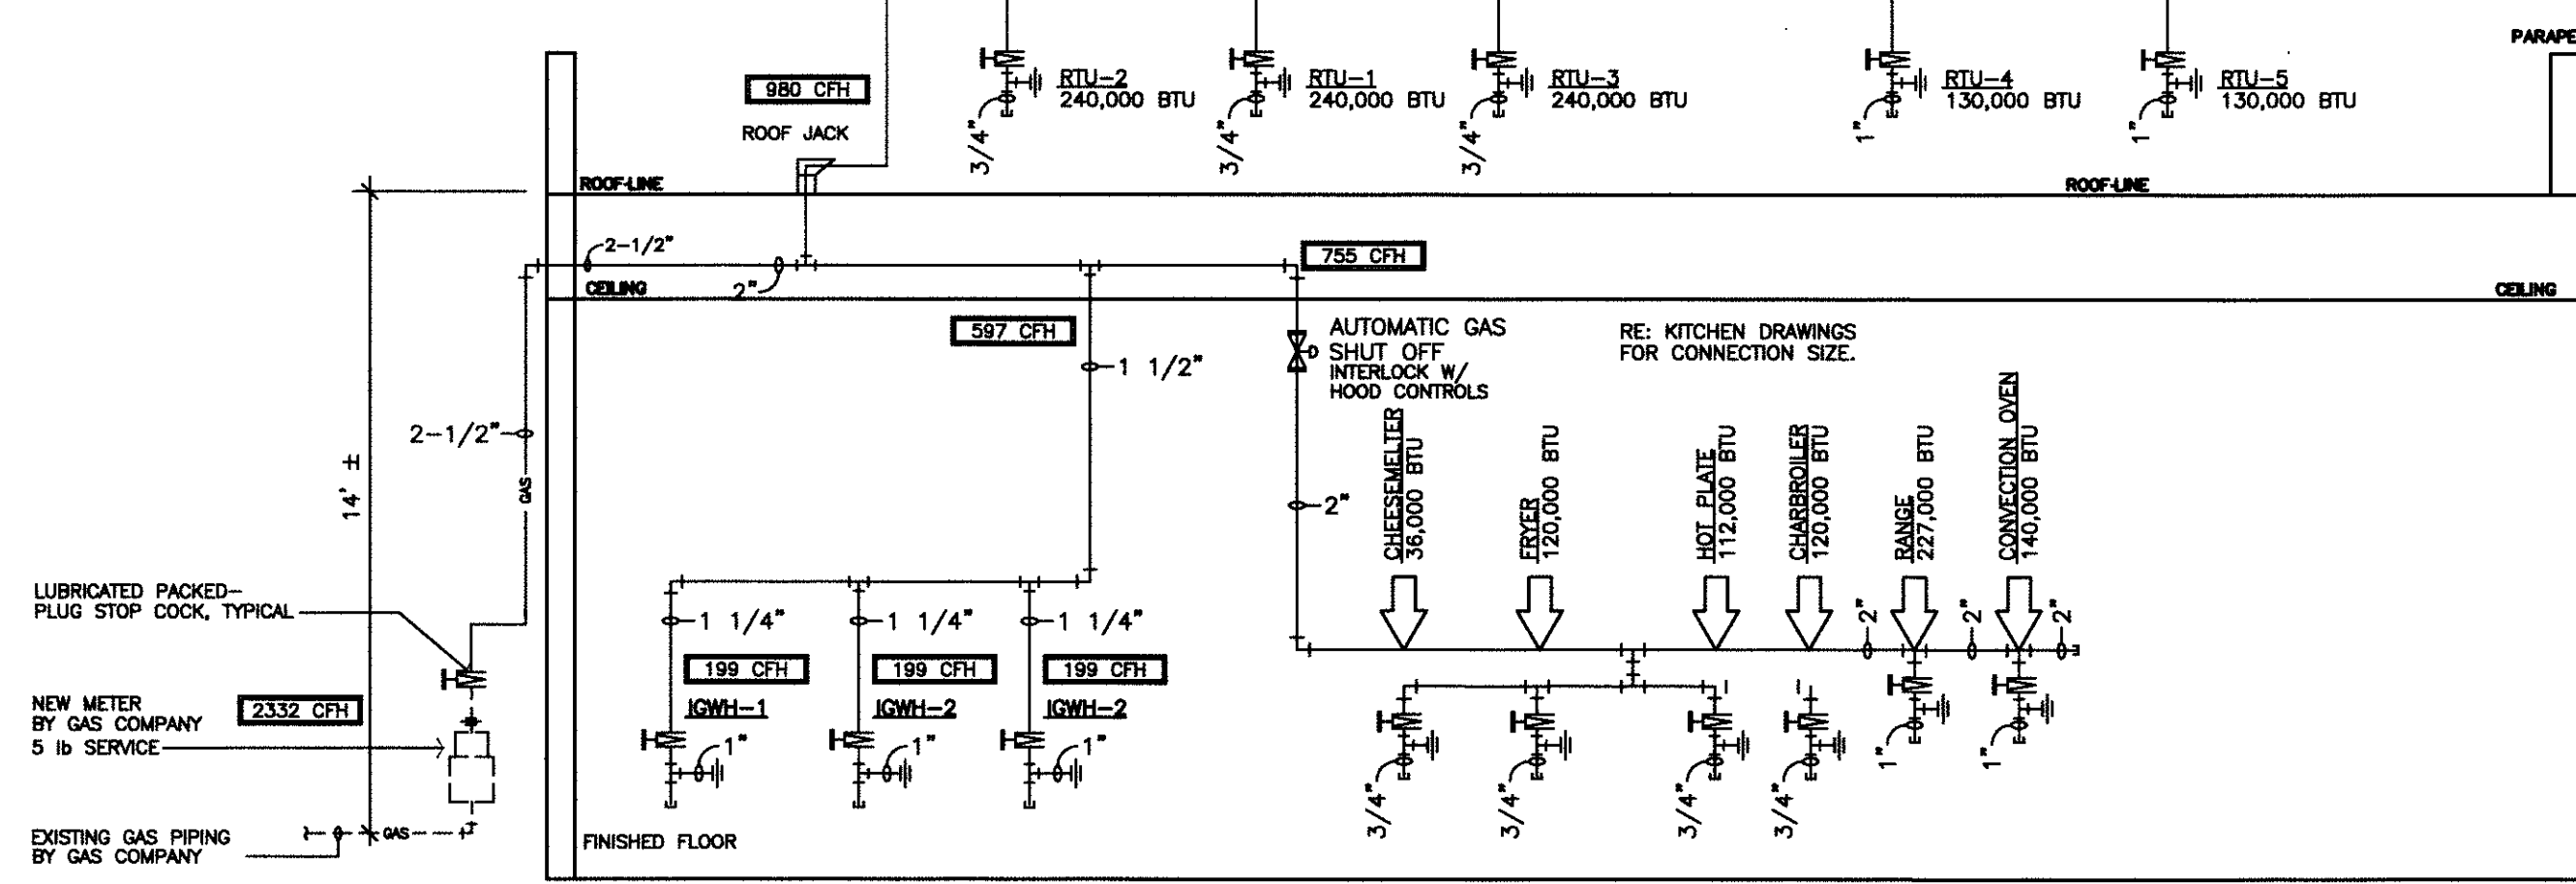 PARAPE
980 CFH
ROOF JACK
RTU-2
240,000 BTU
3/4"
RTU-1
240,000 BTU
3/4"
RTU-3
240,000 BTU
3/4"
RTU-4
130,000 BTU
1"
RTU-5
130,000 BTU
1"
ROOF-LINE
ROOF-LINE
2-1/2"
2"
CEILING
CEILING
755 CFH
597 CFH
1 1/2"
AUTOMATIC GAS
SHUT OFF
INTERLOCK W/
HOOD CONTROLS
RE: KITCHEN DRAWINGS
FOR CONNECTION SIZE.
14' ±
2-1/2"
GAS
2"
CHEESEMELTER
36,000 BTU
FRYER
120,000 BTU
HOT PLATE
112,000 BTU
CHARBROILER
120,000 BTU
RANGE
227,000 BTU
CONVECTION OVEN
140,000 BTU
2"
2"
2"
LUBRICATED PACKED-
PLUG STOP COCK, TYPICAL
1 1/4"
1 1/4"
1 1/4"
199 CFH
199 CFH
199 CFH
IGWH-1
IGWH-2
IGWH-2
1"
1"
1"
NEW METER
BY GAS COMPANY
5 lb SERVICE
2332 CFH
3/4"
3/4"
3/4"
3/4"
1"
1"
EXISTING GAS PIPING
BY GAS COMPANY
GAS
FINISHED FLOOR